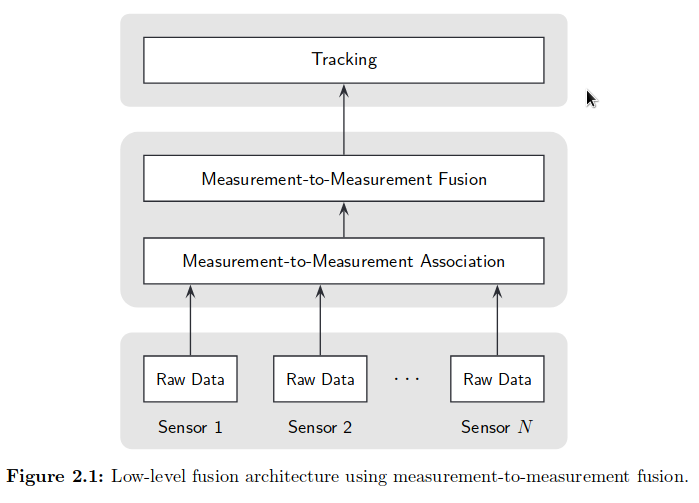 Tracking
Measurement-to-Measurement Fusion
Measurement-to-Measurement Association
Raw Data Raw Data · · · Raw Data
Sensor 1 Sensor 2 Sensor N
Figure 2.1: Low-level fusion architecture using measurement-to-measurement fusion.